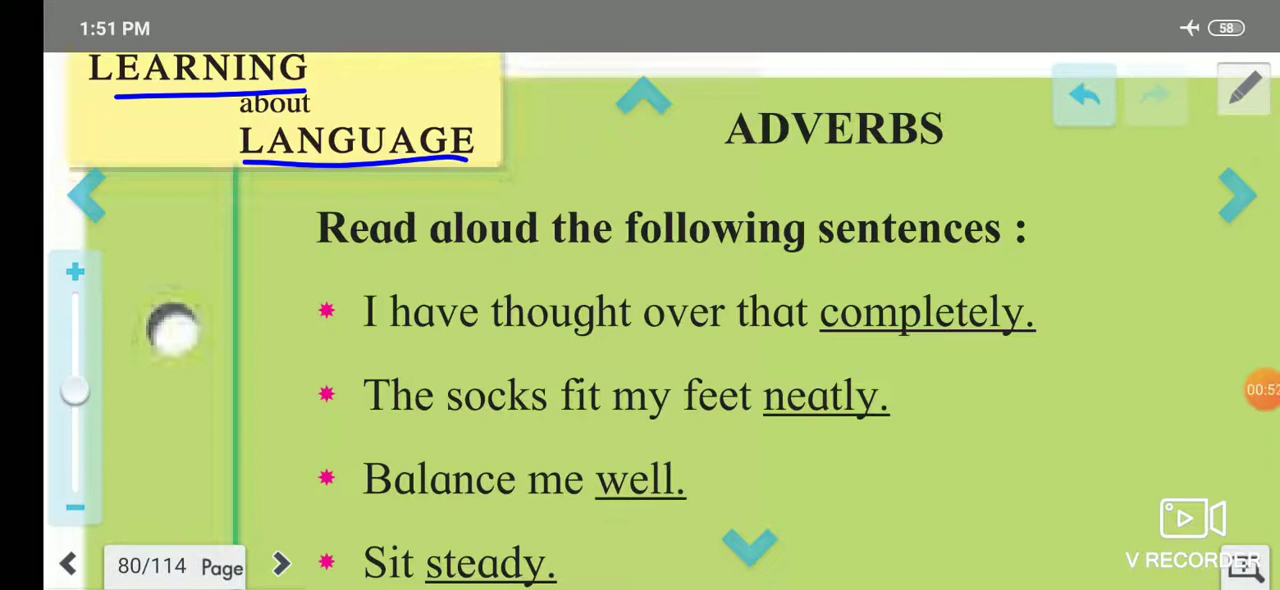 1:51 PM
58
LEARNING
about
LANGUAGE
ADVERBS
Read aloud the following sentences :
I have thought over that completely.
00:52
The socks fit my feet neatly.
Balance me well.
Sit steady.
80/114 Page
V RECORDER